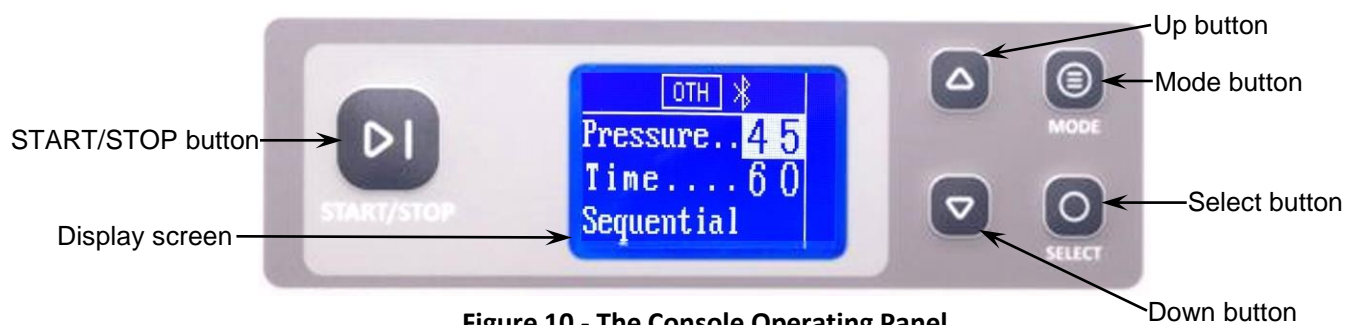 Up button
Mode button
START/STOP button
Display screen
Select button
Down button
OTH
Pressure..45
Time....60
Sequential
START/STOP
MODE
SELECT
Figure 10 - The Console Operating Panel